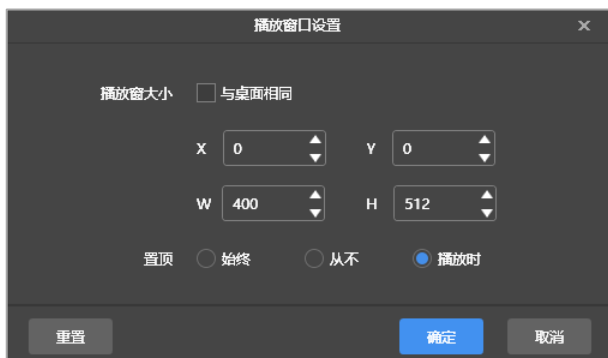 播放窗口设置
播放窗大小 与桌面相同
X 0 Y 0
W 400 H 512
置顶 始终 从不 播放时
重置 确定 取消